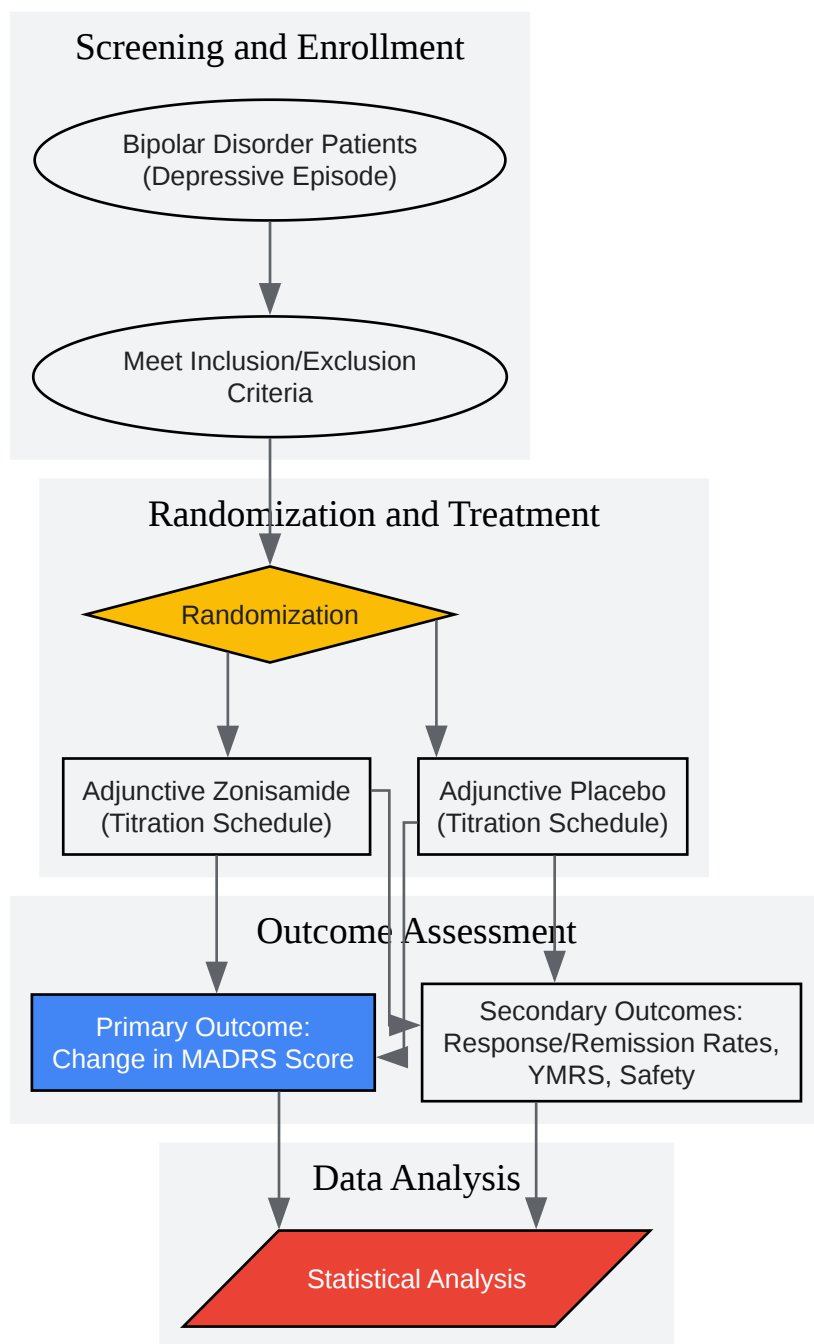 Screening and Enrollment
Bipolar Disorder Patients
(Depressive Episode)
Meet Inclusion/Exclusion
Criteria
Randomization and Treatment
Randomization
Adjunctive Zonisamide
(Titration Schedule)
Adjunctive Placebo
(Titration Schedule)
Outcome Assessment
Primary Outcome:
Change in MADRS Score
Secondary Outcomes:
Response/Remission Rates,
YMRS, Safety
Data Analysis
Statistical Analysis